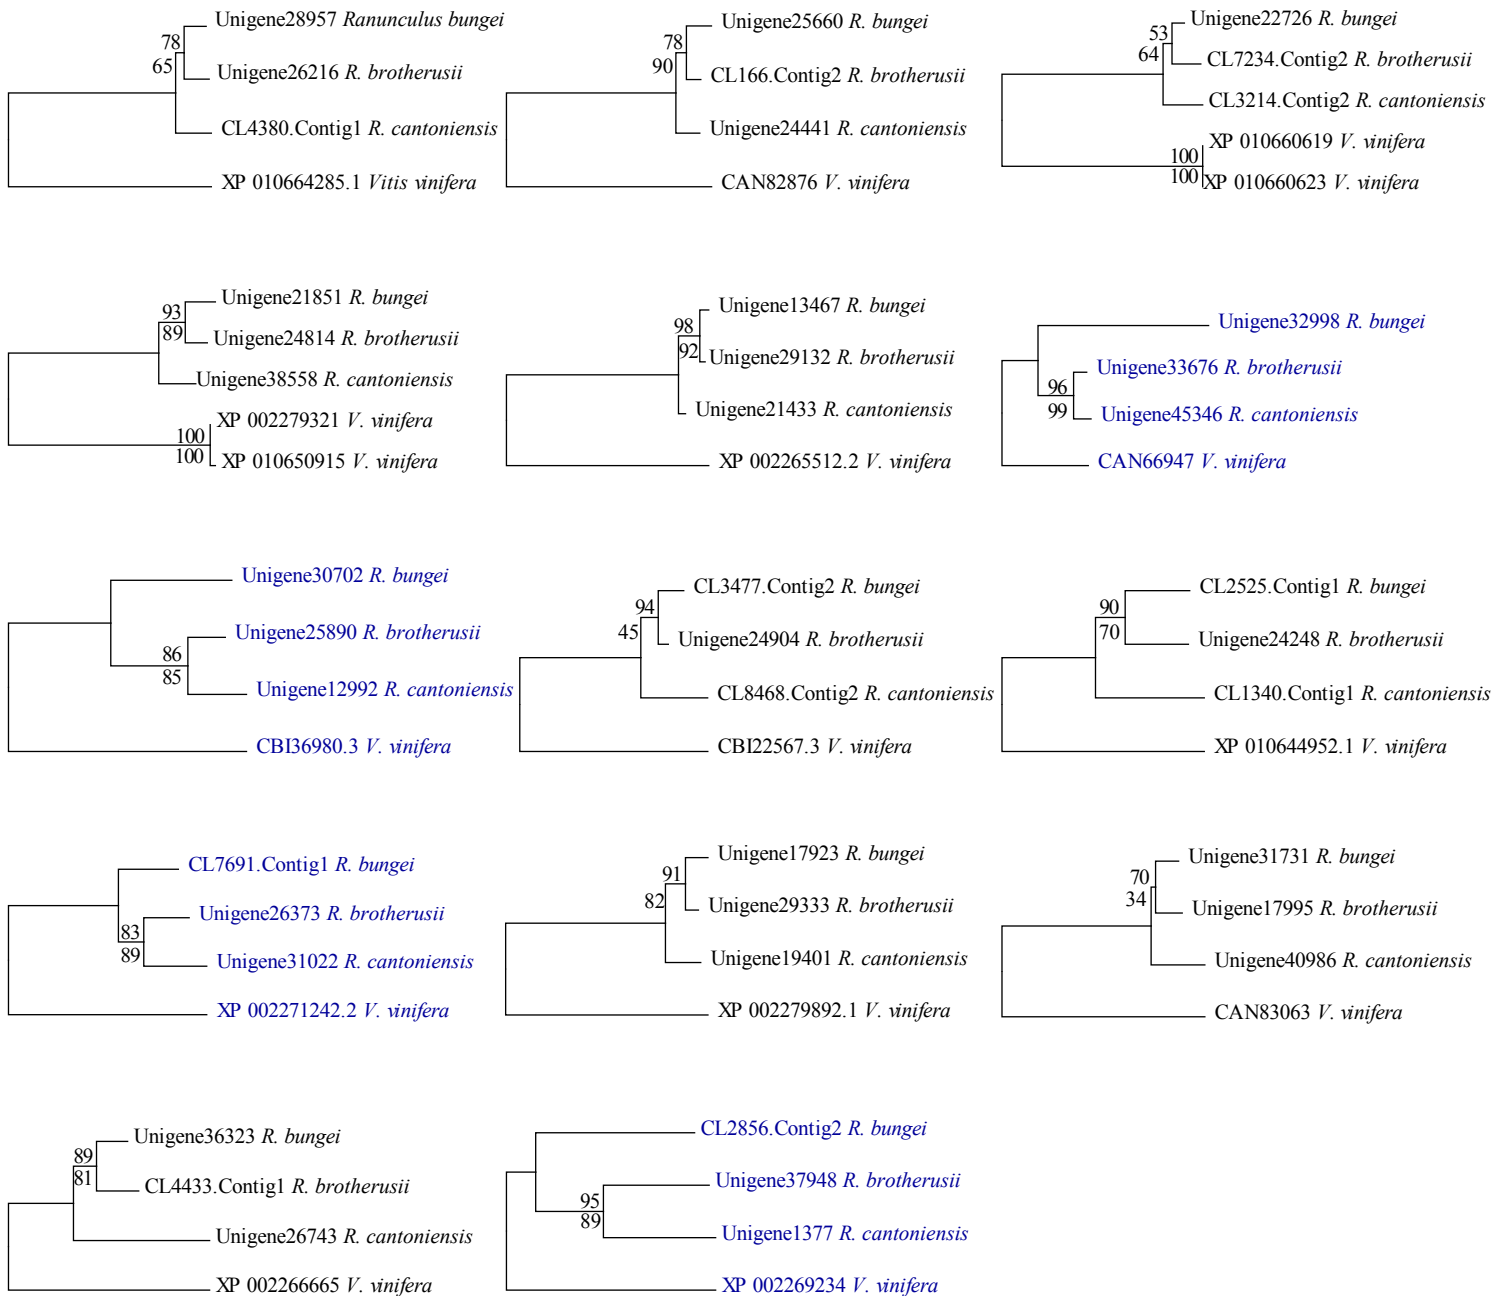 Unigene28957 Ranunculus bungei
78
65
Unigene26216 R. brotherusii
CL4380.Contig1 R. cantoniensis
XP 010664285.1 Vitis vinifera
Unigene25660 R. bungei
78
90
CL166.Contig2 R. brotherusii
Unigene24441 R. cantoniensis
CAN82876 V. vinifera
Unigene22726 R. bungei
53
64
CL7234.Contig2 R. brotherusii
CL3214.Contig2 R. cantoniensis
XP 010660619 V. vinifera
100
100
XP 010660623 V. vinifera
Unigene21851 R. bungei
93
89
Unigene24814 R. brotherusii
Unigene38558 R. cantoniensis
XP 002279321 V. vinifera
100
100
XP 010650915 V. vinifera
Unigene13467 R. bungei
98
92
Unigene29132 R. brotherusii
Unigene21433 R. cantoniensis
XP 002265512.2 V. vinifera
Unigene32998 R. bungei
Unigene33676 R. brotherusii
96
99
Unigene45346 R. cantoniensis
CAN66947 V. vinifera
Unigene30702 R. bungei
Unigene25890 R. brotherusii
86
85
Unigene12992 R. cantoniensis
CBI36980.3 V. vinifera
CL3477.Contig2 R. bungei
94
45
Unigene24904 R. brotherusii
CL8468.Contig2 R. cantoniensis
CBI22567.3 V. vinifera
CL2525.Contig1 R. bungei
90
70
Unigene24248 R. brotherusii
CL1340.Contig1 R. cantoniensis
XP 010644952.1 V. vinifera
CL7691.Contig1 R. bungei
Unigene26373 R. brotherusii
83
89
Unigene31022 R. cantoniensis
XP 002271242.2 V. vinifera
Unigene17923 R. bungei
91
82
Unigene29333 R. brotherusii
Unigene19401 R. cantoniensis
XP 002279892.1 V. vinifera
Unigene31731 R. bungei
70
34
Unigene17995 R. brotherusii
Unigene40986 R. cantoniensis
CAN83063 V. vinifera
Unigene36323 R. bungei
89
81
CL4433.Contig1 R. brotherusii
Unigene26743 R. cantoniensis
XP 002266665 V. vinifera
CL2856.Contig2 R. bungei
Unigene37948 R. brotherusii
95
89
Unigene1377 R. cantoniensis
XP 002269234 V. vinifera